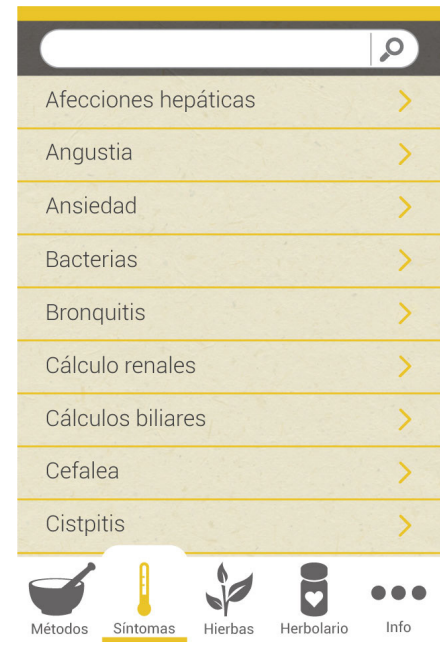 Afecciones hepáticas
Angustia
Ansiedad
Bacterias
Bronquitis
Cálculo renales
Cálculos biliares
Cefalea
Cistpitis
Métodos Síntomas Hierbas Herbolario Info